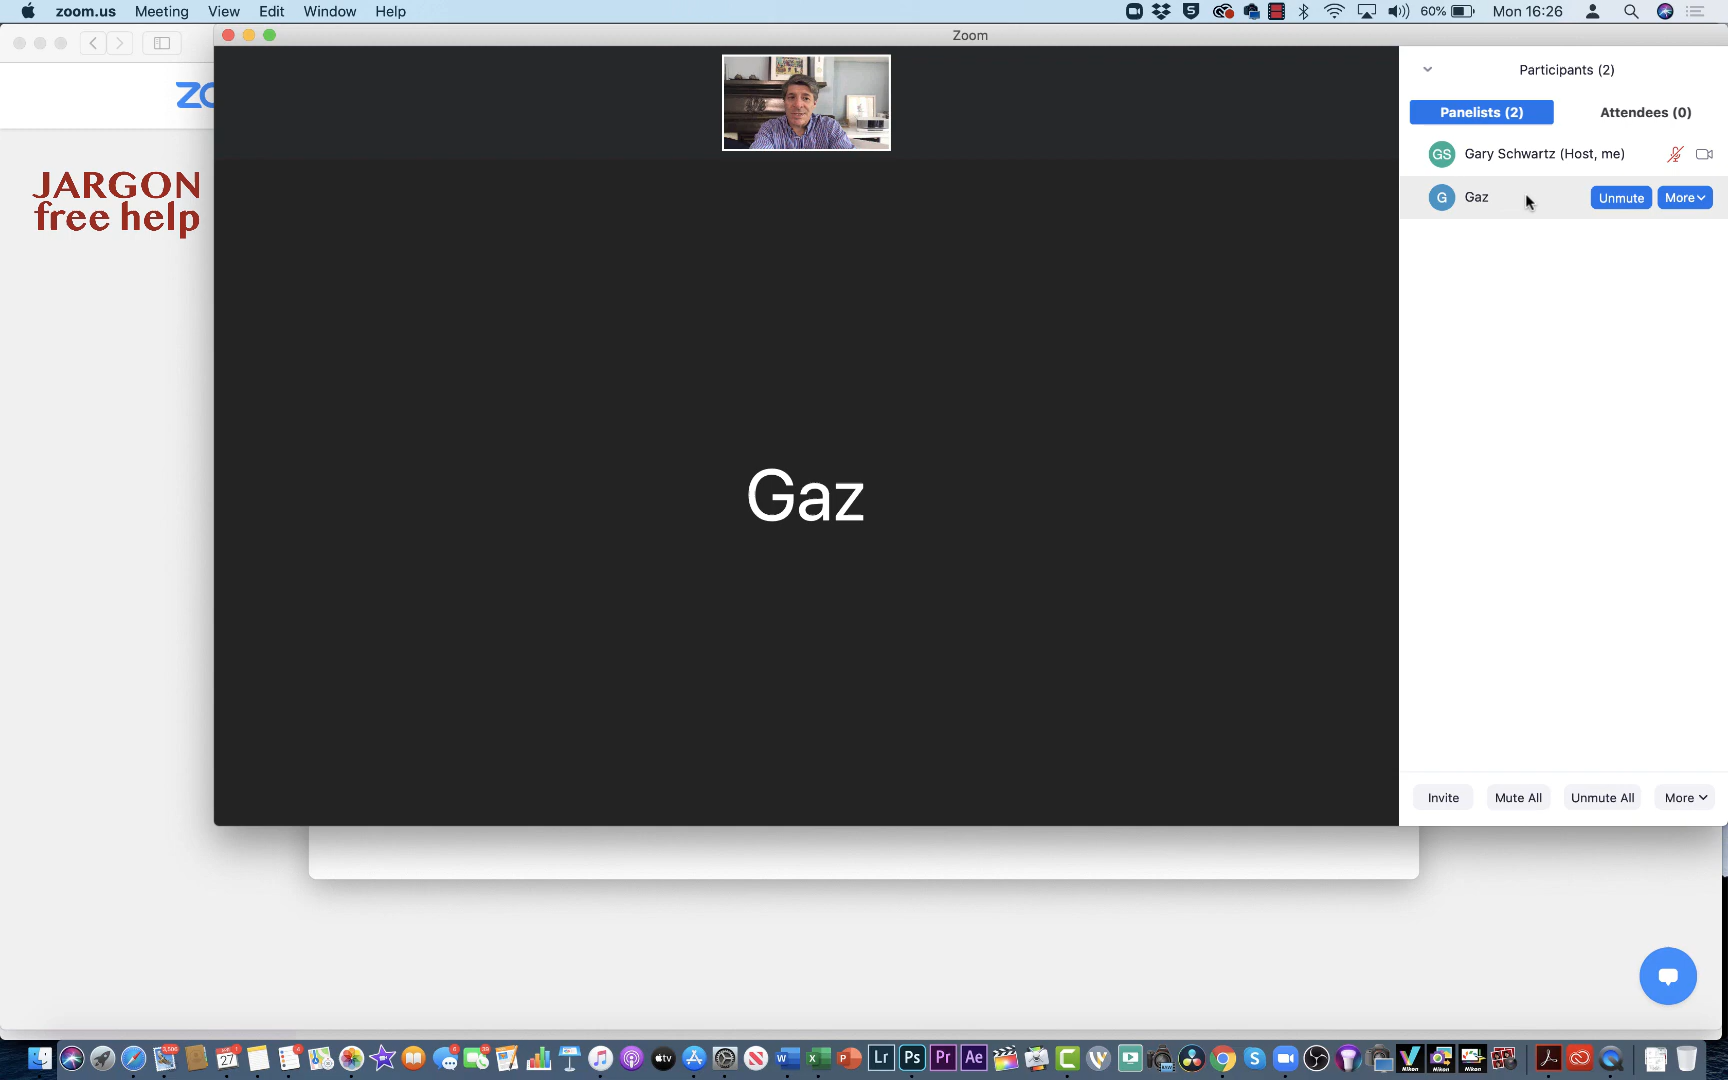 zoom.us Meeting View Edit Window Help
60% Mon 16:26
Zoom
Participants (2)
Panelists (2) Attendees (0)
GS Gary Schwartz (Host, me)
G Gaz Unmute More
JARGON
free help
Gaz
Invite Mute All Unmute All More